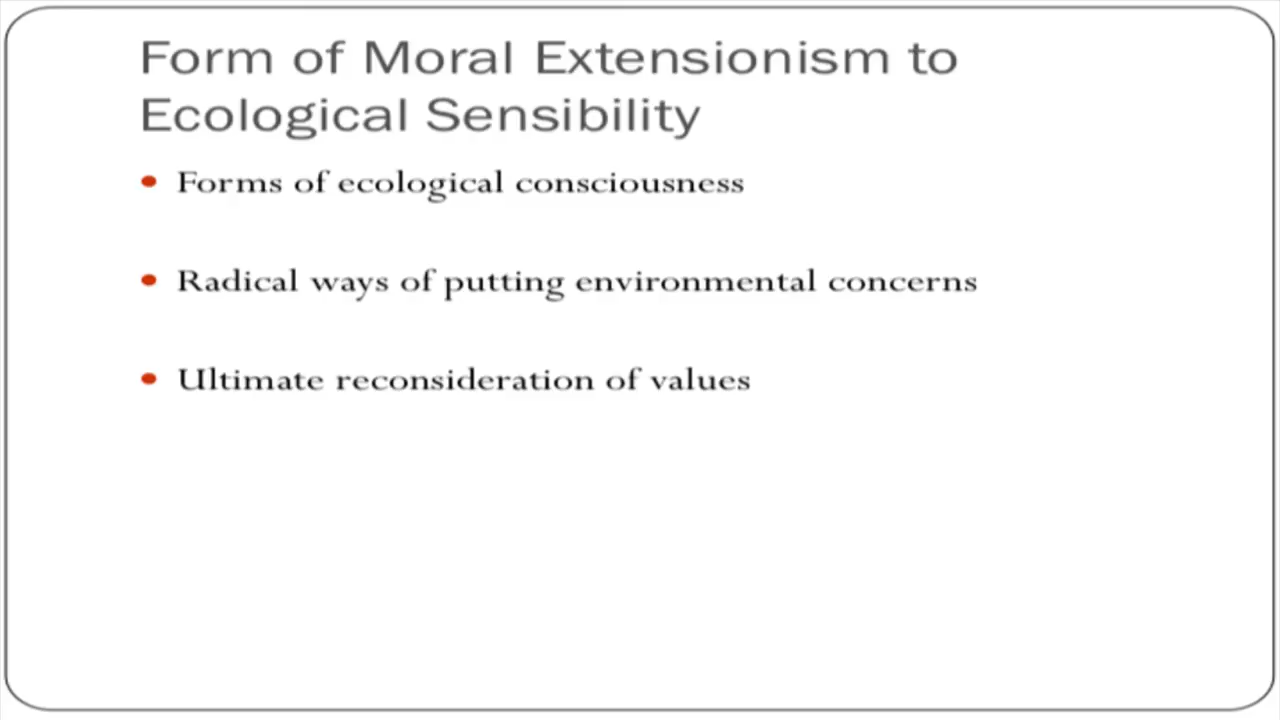 Form of Moral Extensionism to
Ecological Sensibility
Forms of ecological consciousness
Radical ways of putting environmental concerns
Ultimate reconsideration of values